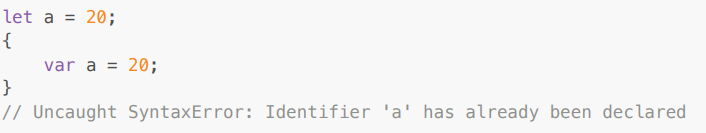 let a = 20;
{
    var a = 20;
}
// Uncaught SyntaxError: Identifier 'a' has already been declared